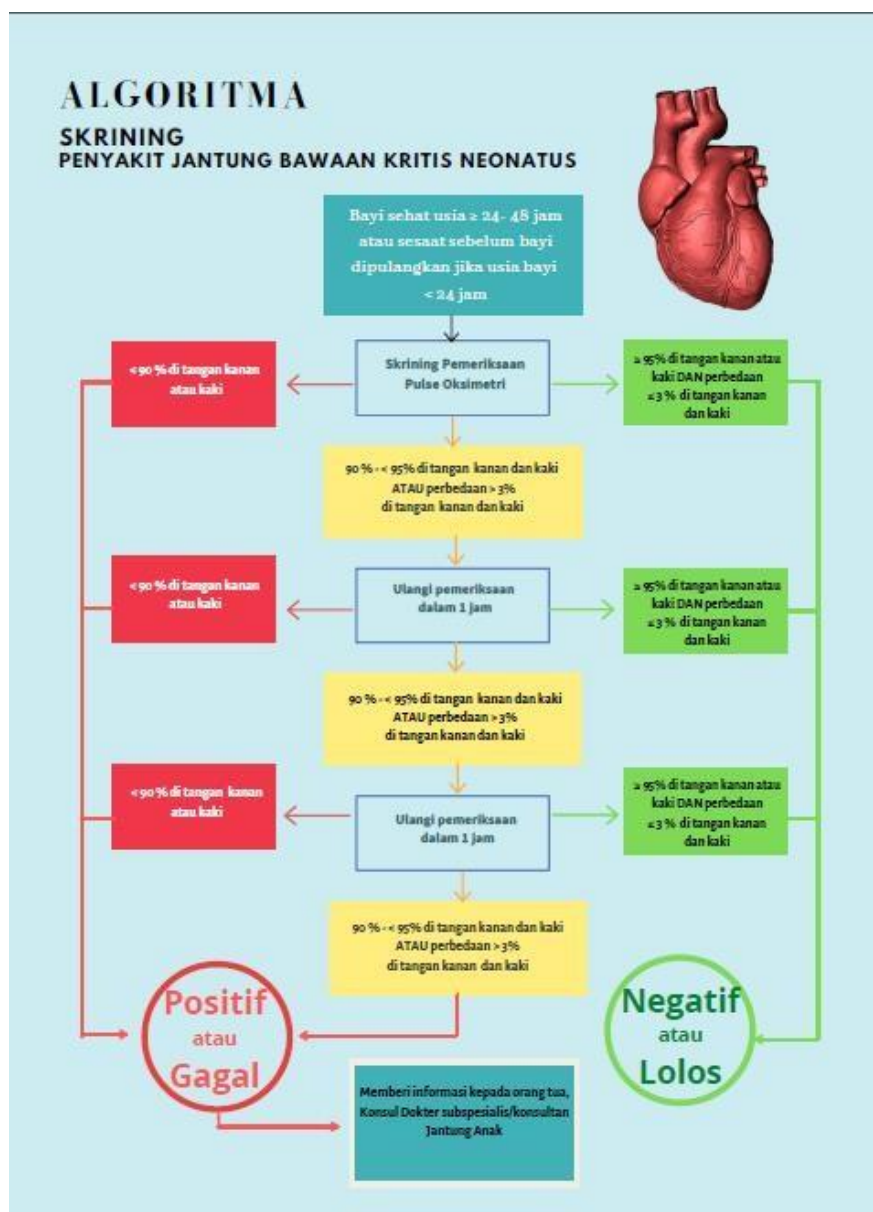 ALGORITMA
SKRINING
PENYAKIT JANTUNG BAWAAN KRITIS NEONATUS
Bayi sehat usia ≥ 24- 48 jam
atau sesaat sebelum bayi
dipulangkan jika usia bayi
< 24 jam
< 90 % di tangan kanan
atau kaki
Skrining Pemeriksaan
Pulse Oksimetri
≥ 95% di tangan kanan atau
kaki DAN perbedaan
≤ 3 % di tangan kanan
dan kaki
90 % - < 95% di tangan kanan dan kaki
ATAU perbedaan > 3%
di tangan kanan dan kaki
< 90 % di tangan kanan
atau kaki
Ulangi pemeriksaan
dalam 1 jam
≥ 95% di tangan kanan atau
kaki DAN perbedaan
≤ 3 % di tangan kanan
dan kaki
90 % - < 95% di tangan kanan dan kaki
ATAU perbedaan > 3%
di tangan kanan dan kaki
< 90 % di tangan kanan
atau kaki
Ulangi pemeriksaan
dalam 1 jam
≥ 95% di tangan kanan atau
kaki DAN perbedaan
≤ 3 % di tangan kanan
dan kaki
90 % - < 95% di tangan kanan dan kaki
ATAU perbedaan > 3%
di tangan kanan dan kaki
Positif
atau
Gagal
Negatif
atau
Lolos
Memberi informasi kepada orang tua,
Konsul Dokter subspesialis/konsultan
Jantung Anak